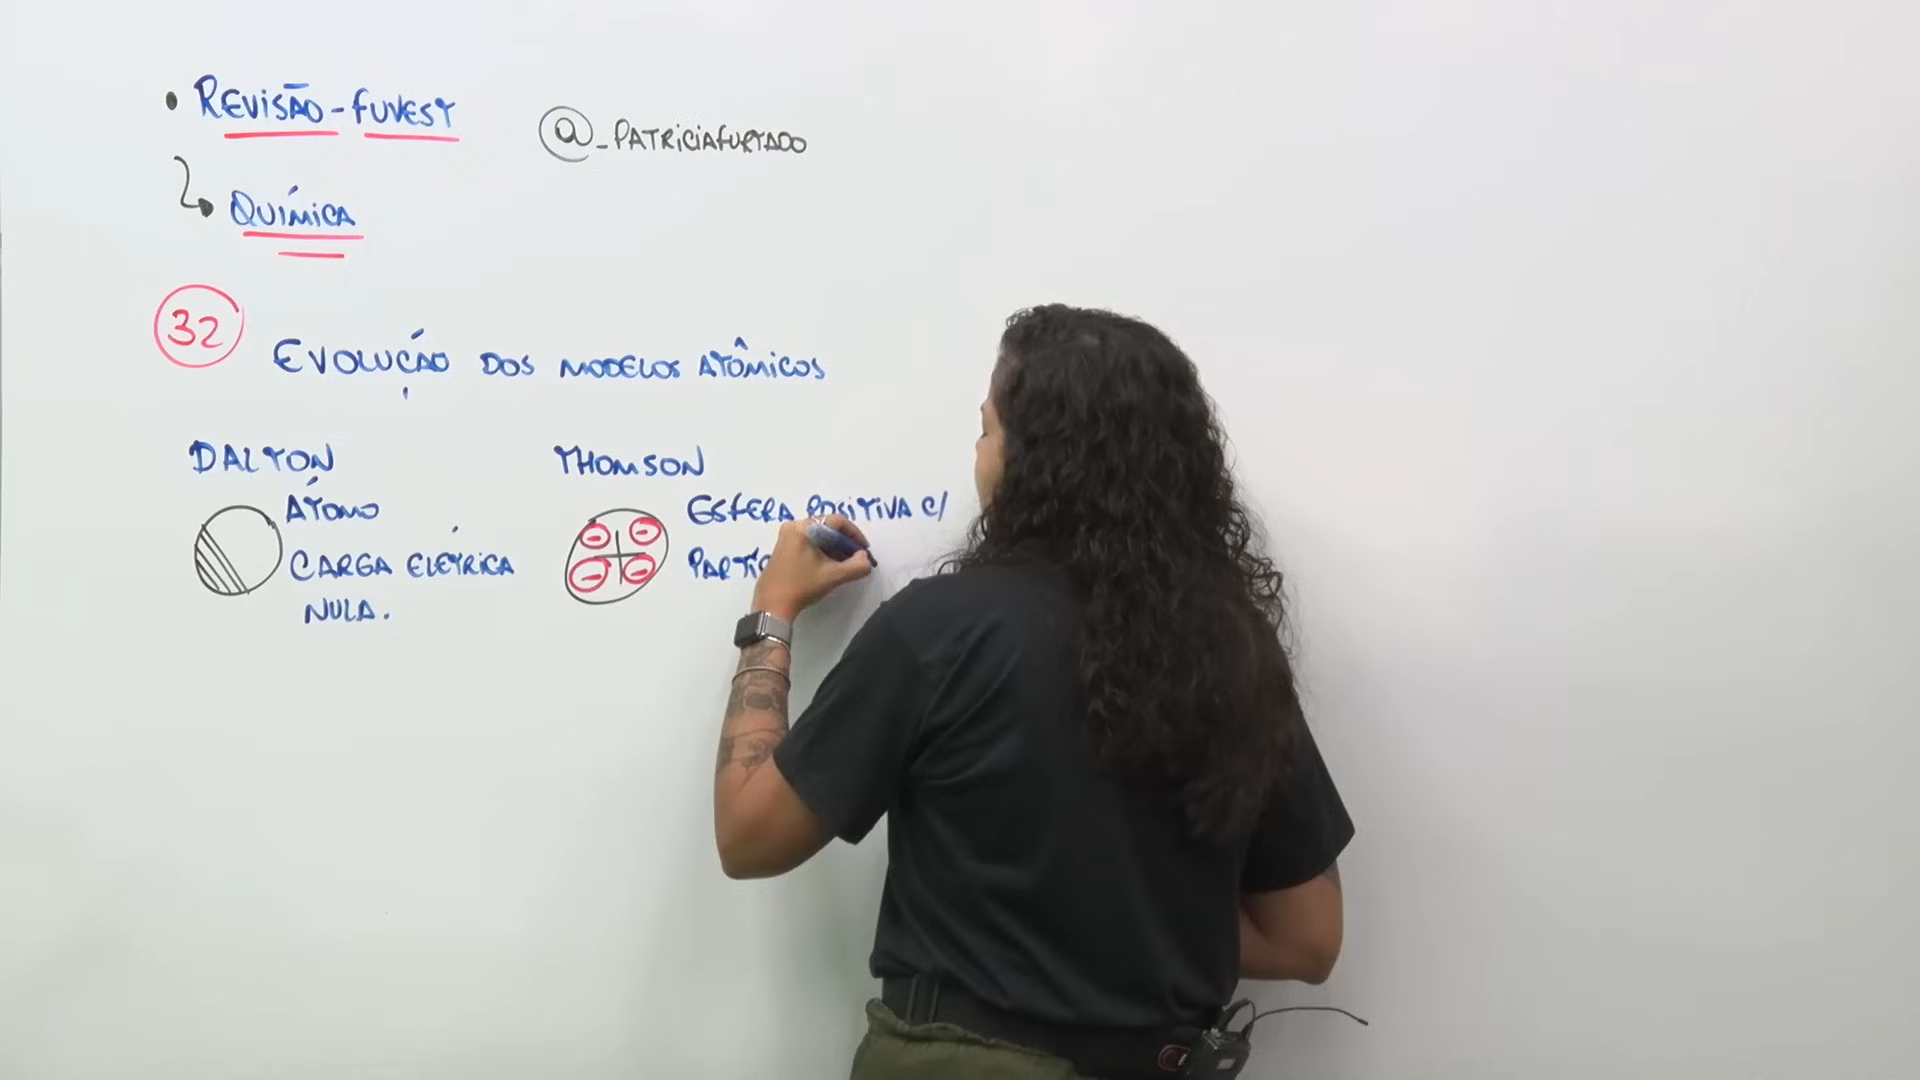 • REVISÃO - FUVEST
@_PATRICIAFURTADO
QUÍMICA
32
EVOLUÇÃO DOS MODELOS ATÔMICOS
DALTON
ÁTOMO
CARGA ELÉTRICA
NULA.
THOMSON
ESFERA POSITIVA C/